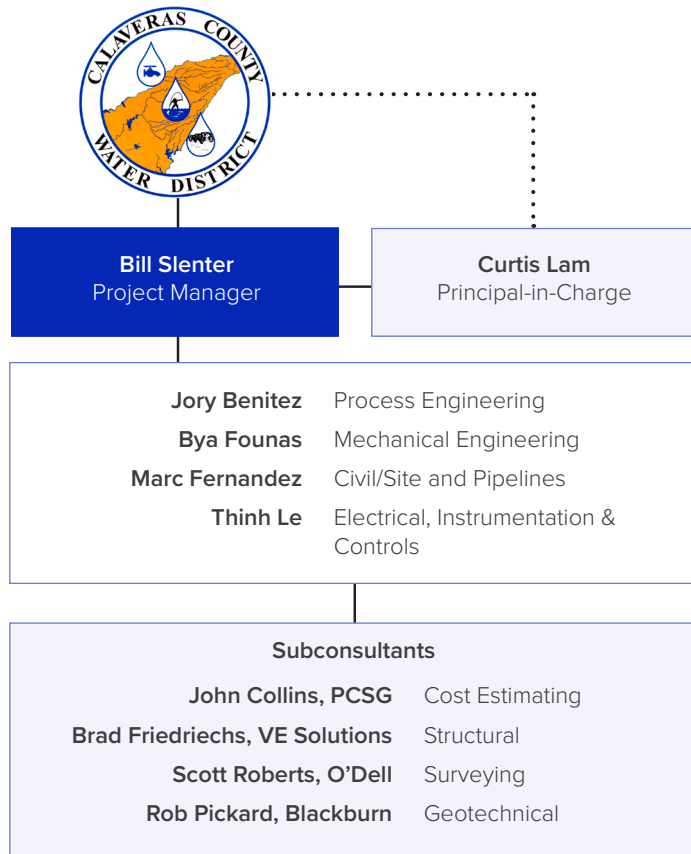 CALAVERAS COUNTY
WATER DISTRICT
Bill Slenter
Project Manager
Curtis Lam
Principal-in-Charge
Jory Benitez Process Engineering
Bya Founas Mechanical Engineering
Marc Fernandez Civil/Site and Pipelines
Thinh Le Electrical, Instrumentation &
Controls
Subconsultants
John Collins, PCSG Cost Estimating
Brad Friedriechs, VE Solutions Structural
Scott Roberts, O’Dell Surveying
Rob Pickard, Blackburn Geotechnical